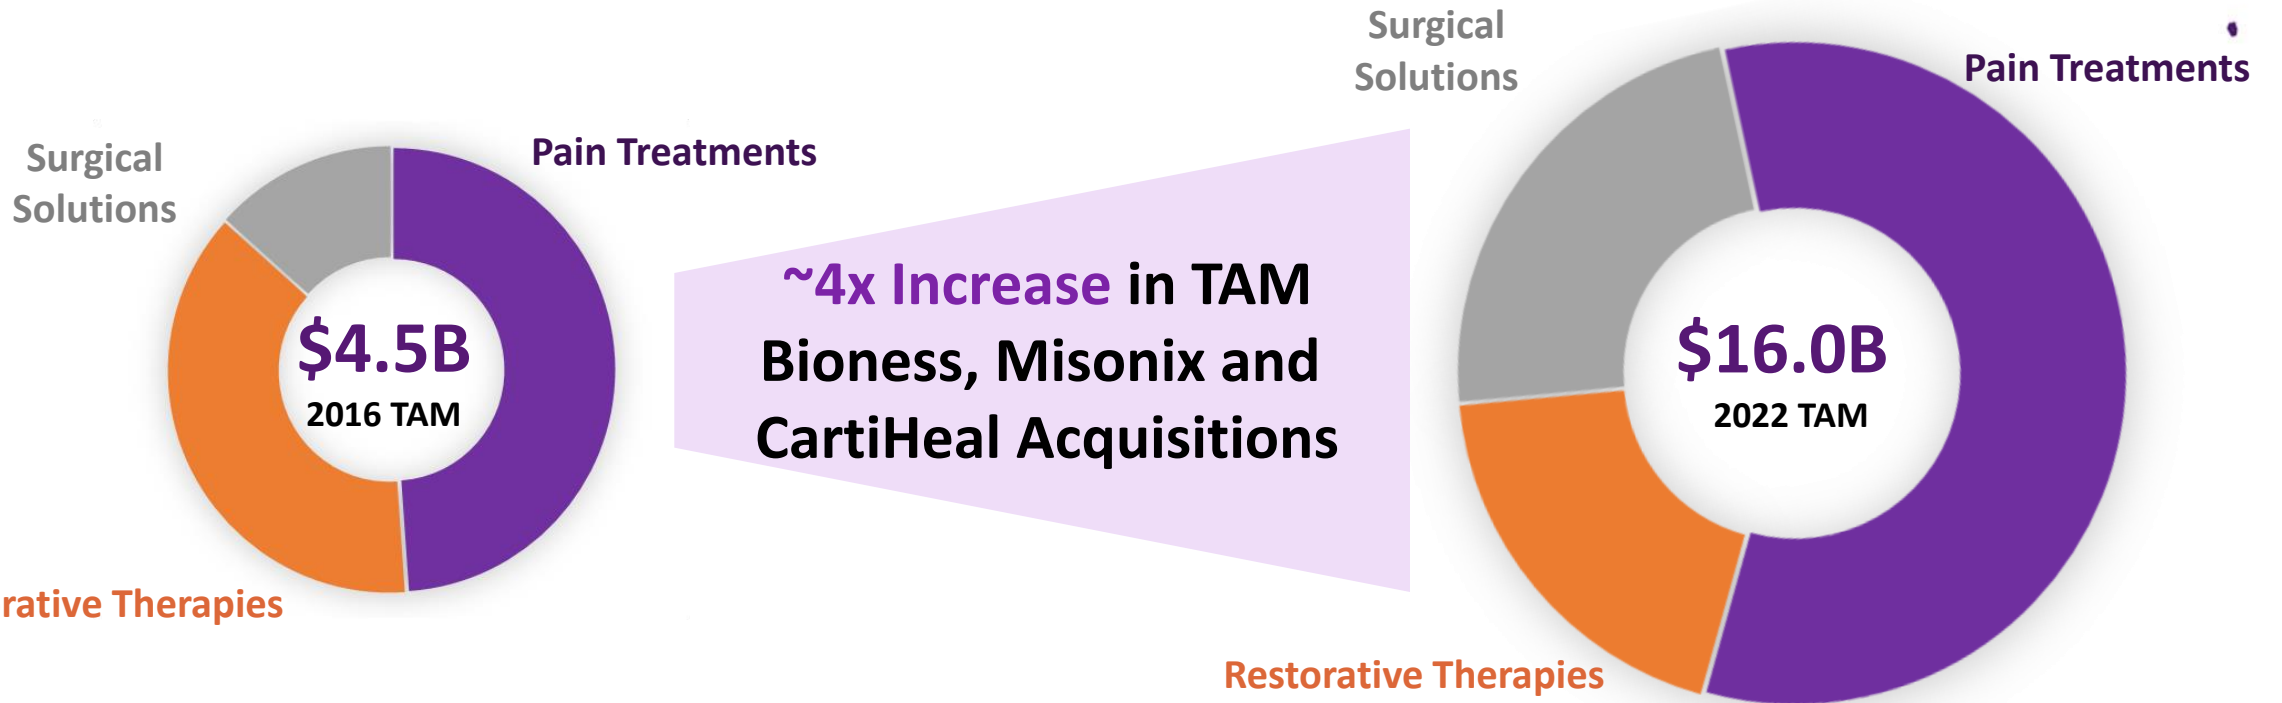 Surgical
Solutions
Pain Treatments
$4.5B
2016 TAM
rative Therapies
~4x Increase in TAM
Bioness, Misonix and
CartiHeal Acquisitions
Surgical
Solutions
Pain Treatments
$16.0B
2022 TAM
Restorative Therapies